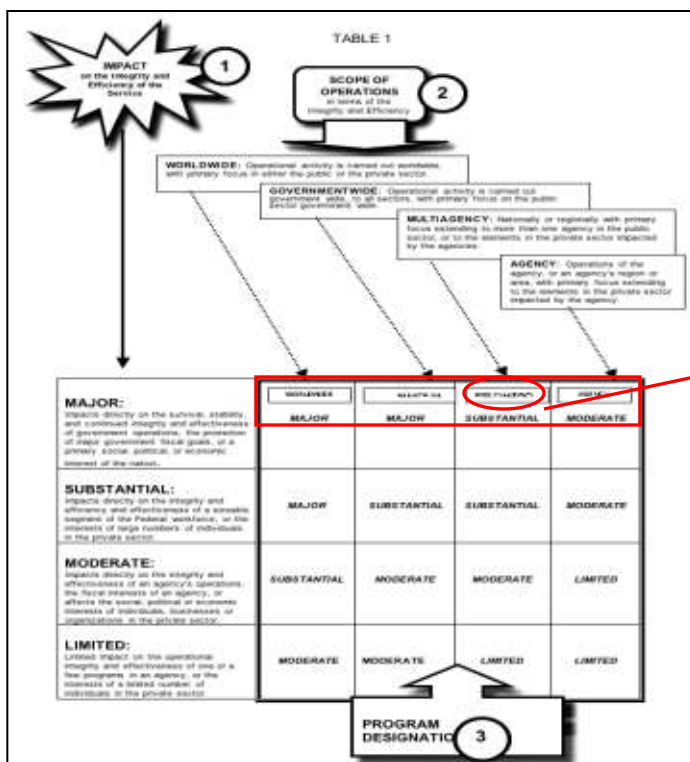 TABLE 1
IMPACT
on the Integrity and
Efficiency of the
Service
1
SCOPE OF
OPERATIONS
in terms of the
Integrity and Efficiency
2
WORLDWIDE: Operational activity is carried out worldwide,
with primary focus in either the public or the private sector.
GOVERNMENTWIDE: Operational activity is carried out
government wide, to all sectors, with primary focus on the public
sector government wide.
MULTIAGENCY: Nationally or regionally with primary
focus extending to more than one agency in the public
sector, or to the elements in the private sector impacted
by the agencies.
AGENCY: Operations of the
agency, or an agency's region or
area, with primary focus extending
to the elements in the private sector
impacted by the agency.
WORLDWIDE MULTIAGENCY AGENCY
MAJOR:
Impacts directly on the survival, stability,
and continued integrity and effectiveness
of government operations, the protection
of major government fiscal goals, or a
primary social, political, or economic
interest of the nation.
MAJOR MAJOR SUBSTANTIAL MODERATE
SUBSTANTIAL:
Impacts directly on the integrity and
efficiency and effectiveness of a sizeable
segment of the Federal workforce, or the
interests of large numbers of individuals
in the private sector.
MAJOR SUBSTANTIAL SUBSTANTIAL MODERATE
MODERATE:
Impacts directly on the integrity and
effectiveness of an agency's operations,
the fiscal interests of an agency, or
affects the social, political or economic
interests of individuals, businesses or
organizations in the private sector.
SUBSTANTIAL MODERATE MODERATE LIMITED
LIMITED:
Limited impact on the operational
integrity and effectiveness of one or a
few programs in an agency, or the
interests of a limited number of
individuals in the private sector
MODERATE MODERATE LIMITED LIMITED
PROGRAM
DESIGNATION
3